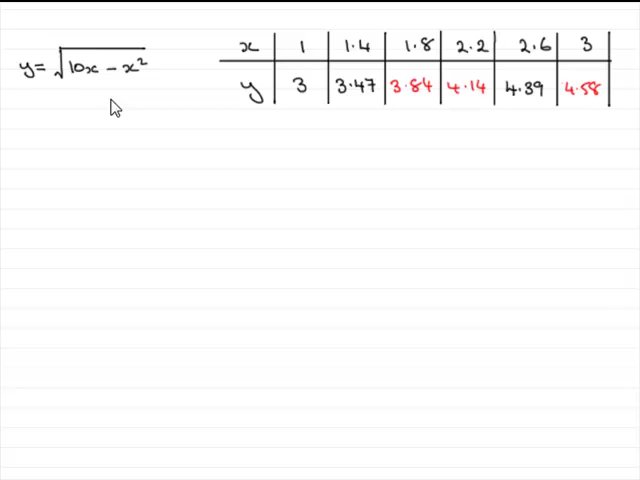 y = √(10x − x²)
x 1 1.4 1.8 2.2 2.6 3
y 3 3.47 3.84 4.14 4.39 4.58